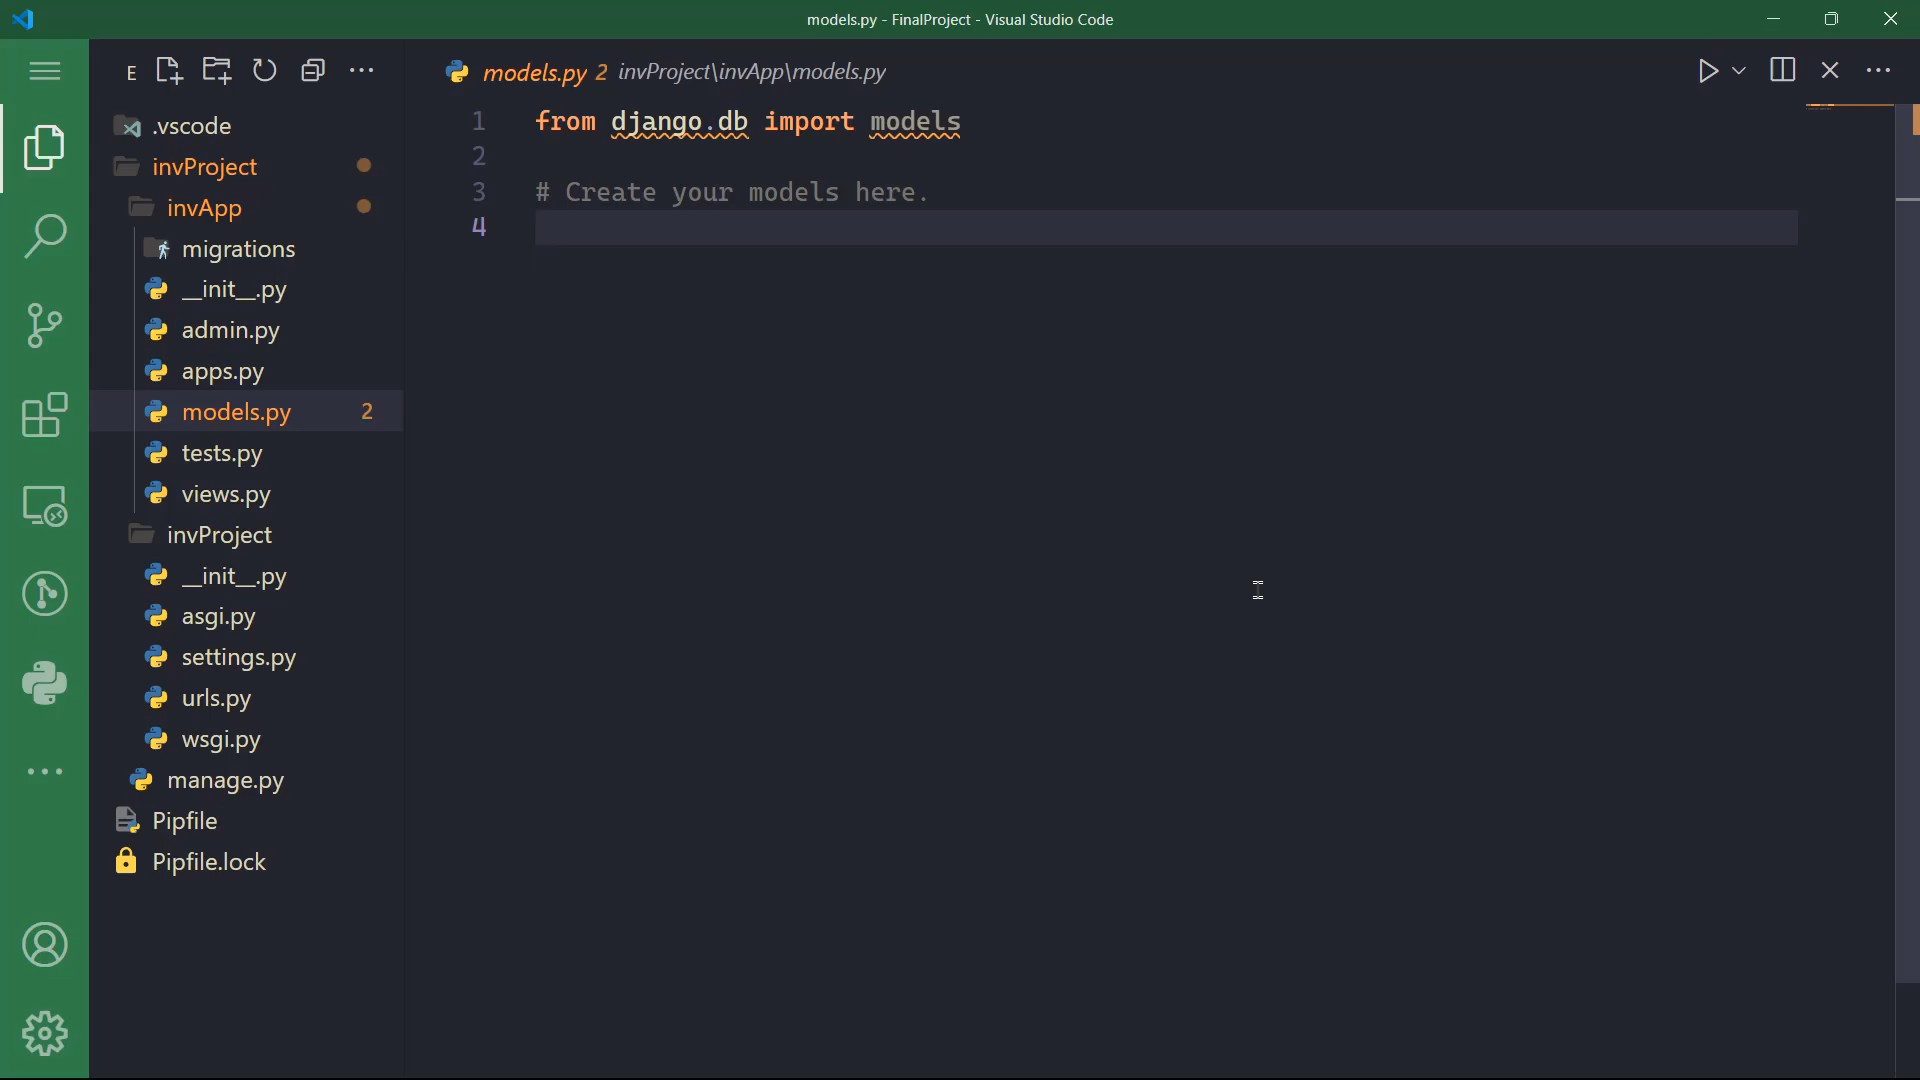 models.py - FinalProject - Visual Studio Code
E
.vscode
invProject
invApp
migrations
__init__.py
admin.py
apps.py
models.py 2
tests.py
views.py
invProject
__init__.py
asgi.py
settings.py
urls.py
wsgi.py
manage.py
Pipfile
Pipfile.lock
models.py 2 invProject\invApp\models.py
1 from django.db import models
2
3 # Create your models here.
4